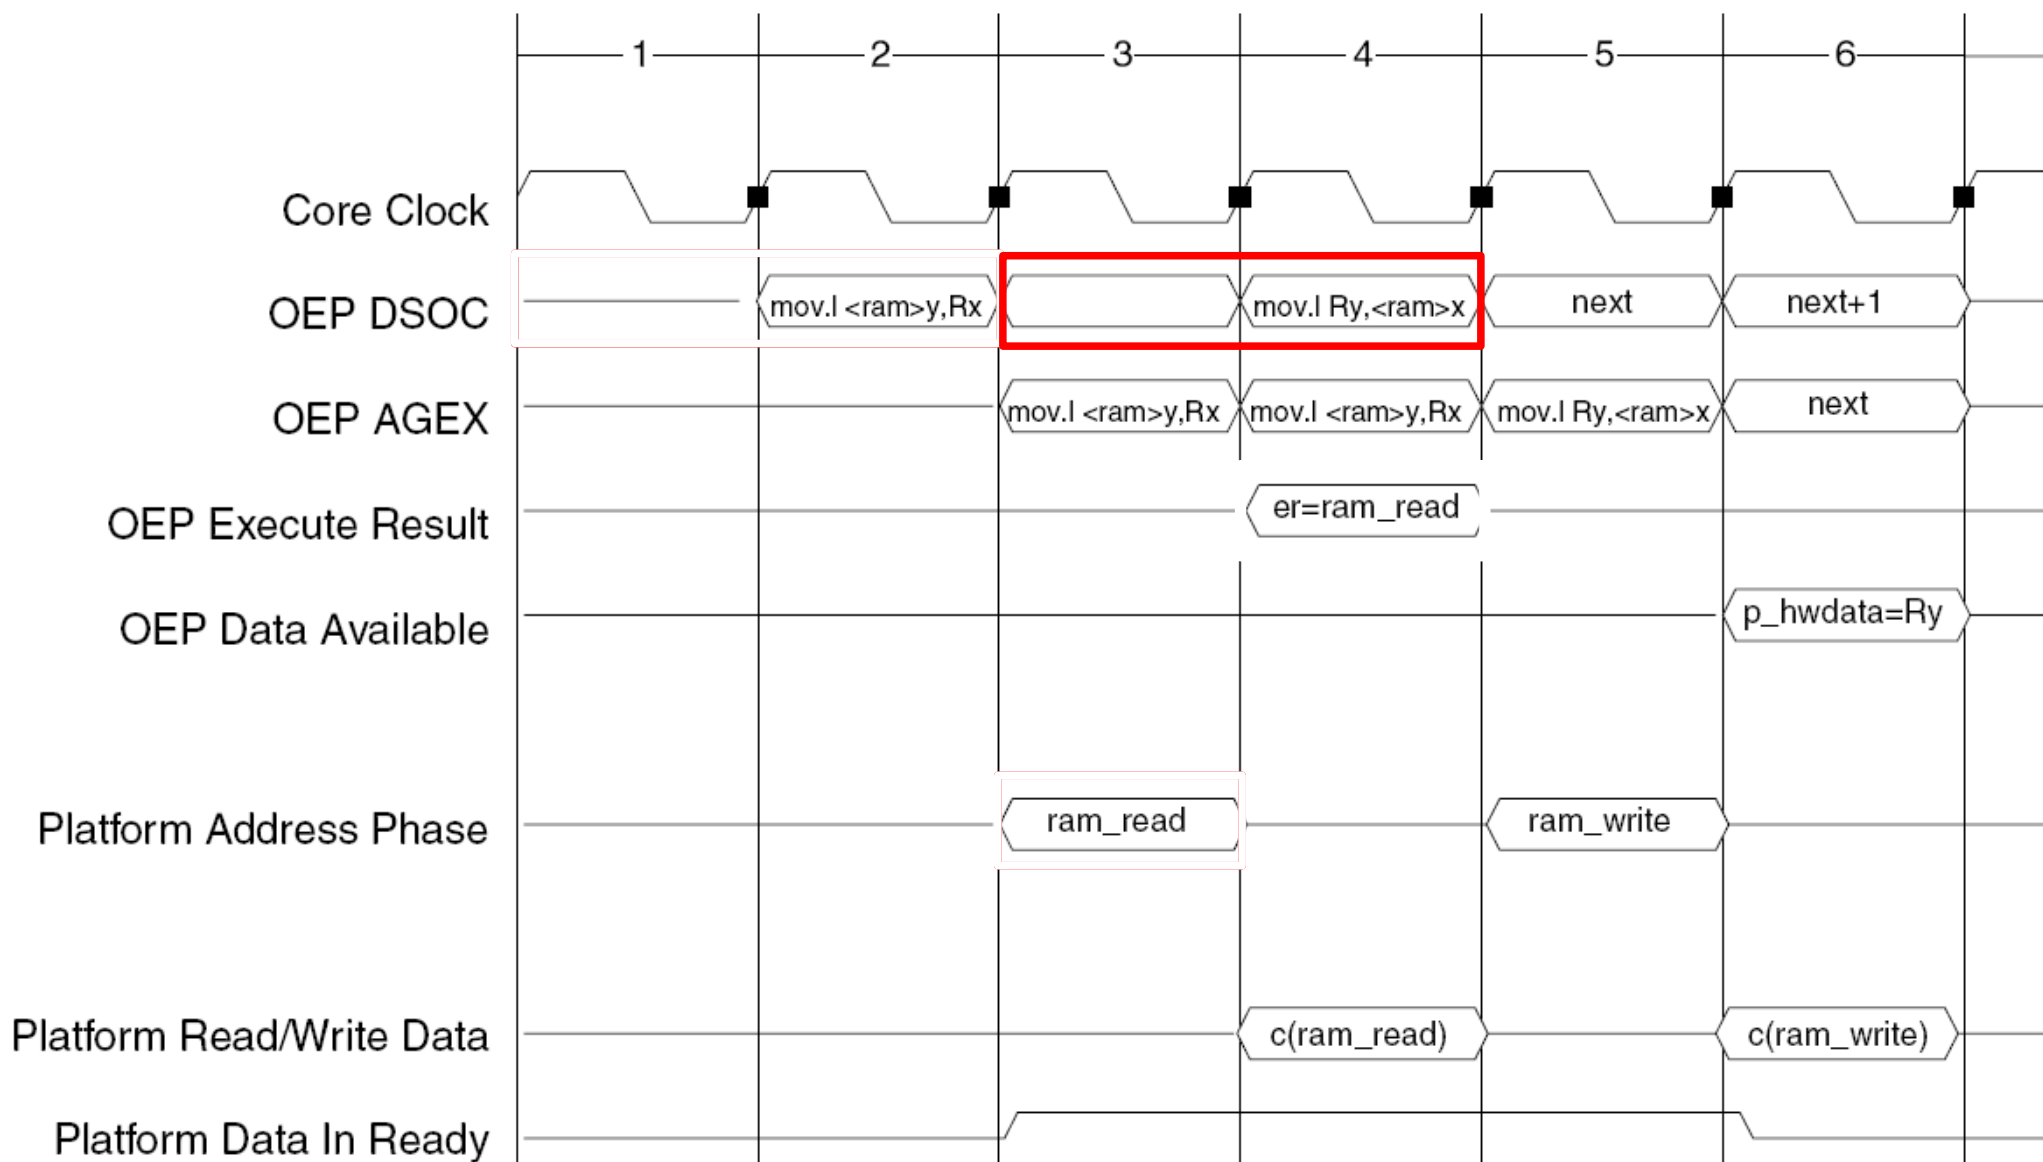 1 2 3 4 5 6
Core Clock
OEP DSOC mov.l <ram>y,Rx mov.l Ry,<ram>x next next+1
OEP AGEX mov.l <ram>y,Rx mov.l <ram>y,Rx mov.l Ry,<ram>x next
OEP Execute Result er=ram_read
OEP Data Available p_hwdata=Ry
Platform Address Phase ram_read ram_write
Platform Read/Write Data c(ram_read) c(ram_write)
Platform Data In Ready